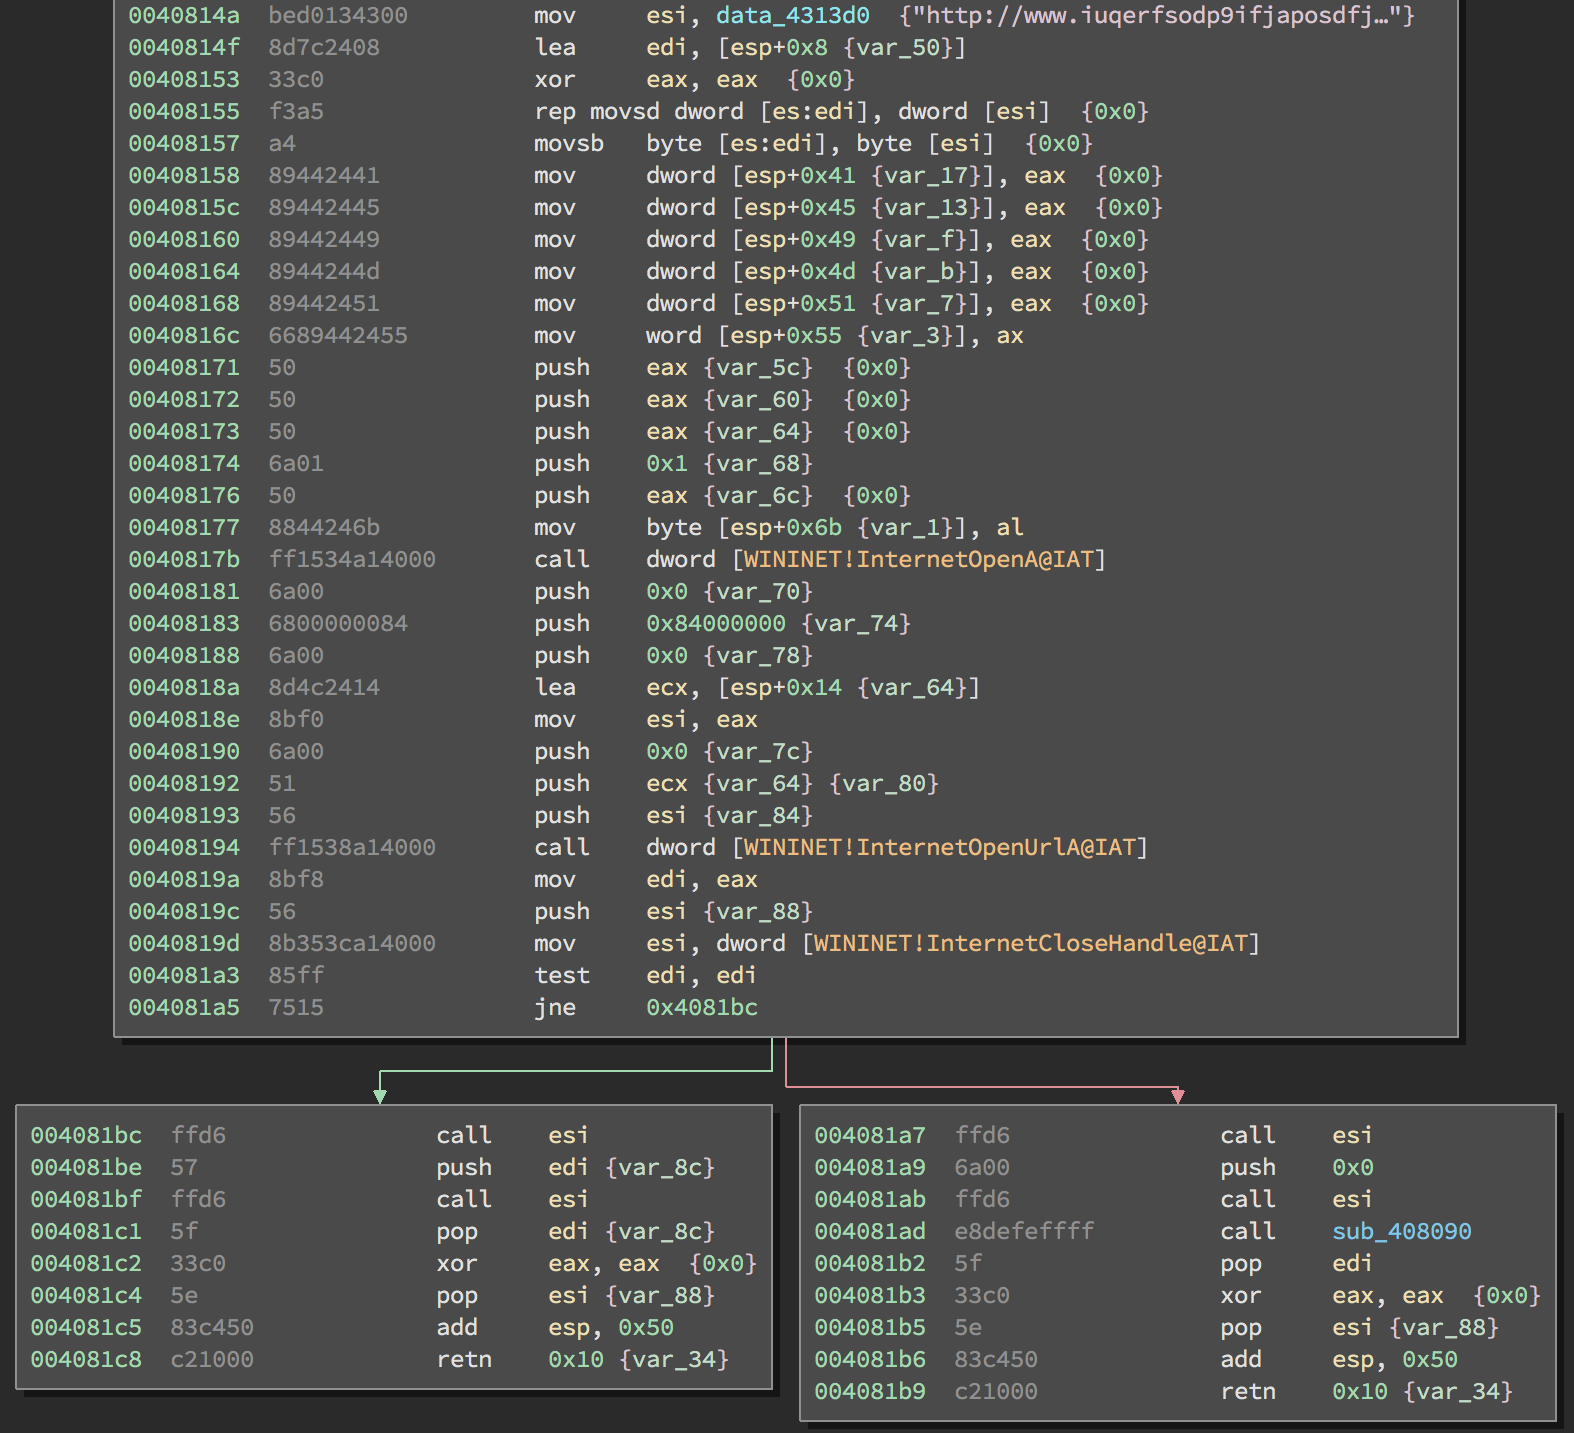 0040814a bed0134300 mov esi, data_4313d0 {"http://www.iuqerfsodp9ifjaposdfj…"}
0040814f 8d7c2408 lea edi, [esp+0x8 {var_50}]
00408153 33c0 xor eax, eax {0x0}
00408155 f3a5 rep movsd dword [es:edi], dword [esi] {0x0}
00408157 a4 movsb byte [es:edi], byte [esi] {0x0}
00408158 89442441 mov dword [esp+0x41 {var_17}], eax {0x0}
0040815c 89442445 mov dword [esp+0x45 {var_13}], eax {0x0}
00408160 89442449 mov dword [esp+0x49 {var_f}], eax {0x0}
00408164 8944244d mov dword [esp+0x4d {var_b}], eax {0x0}
00408168 89442451 mov dword [esp+0x51 {var_7}], eax {0x0}
0040816c 6689442455 mov word [esp+0x55 {var_3}], ax
00408171 50 push eax {var_5c} {0x0}
00408172 50 push eax {var_60} {0x0}
00408173 50 push eax {var_64} {0x0}
00408174 6a01 push 0x1 {var_68}
00408176 50 push eax {var_6c} {0x0}
00408177 8844246b mov byte [esp+0x6b {var_1}], al
0040817b ff1534a14000 call dword [WININET!InternetOpenA@IAT]
00408181 6a00 push 0x0 {var_70}
00408183 6800000084 push 0x84000000 {var_74}
00408188 6a00 push 0x0 {var_78}
0040818a 8d4c2414 lea ecx, [esp+0x14 {var_64}]
0040818e 8bf0 mov esi, eax
00408190 6a00 push 0x0 {var_7c}
00408192 51 push ecx {var_64} {var_80}
00408193 56 push esi {var_84}
00408194 ff1538a14000 call dword [WININET!InternetOpenUrlA@IAT]
0040819a 8bf8 mov edi, eax
0040819c 56 push esi {var_88}
0040819d 8b353ca14000 mov esi, dword [WININET!InternetCloseHandle@IAT]
004081a3 85ff test edi, edi
004081a5 7515 jne 0x4081bc
004081bc ffd6 call esi
004081be 57 push edi {var_8c}
004081bf ffd6 call esi
004081c1 5f pop edi {var_8c}
004081c2 33c0 xor eax, eax {0x0}
004081c4 5e pop esi {var_88}
004081c5 83c450 add esp, 0x50
004081c8 c21000 retn 0x10 {var_34}
004081a7 ffd6 call esi
004081a9 6a00 push 0x0
004081ab ffd6 call esi
004081ad e8defeffff call sub_408090
004081b2 5f pop edi
004081b3 33c0 xor eax, eax {0x0}
004081b5 5e pop esi {var_88}
004081b6 83c450 add esp, 0x50
004081b9 c21000 retn 0x10 {var_34}